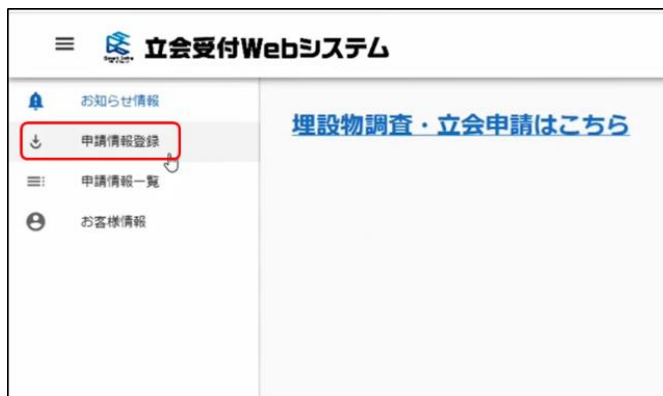 立会受付Webシステム
お知らせ情報
申請情報登録
申請情報一覧
お客様情報
埋設物調査・立会申請はこちら